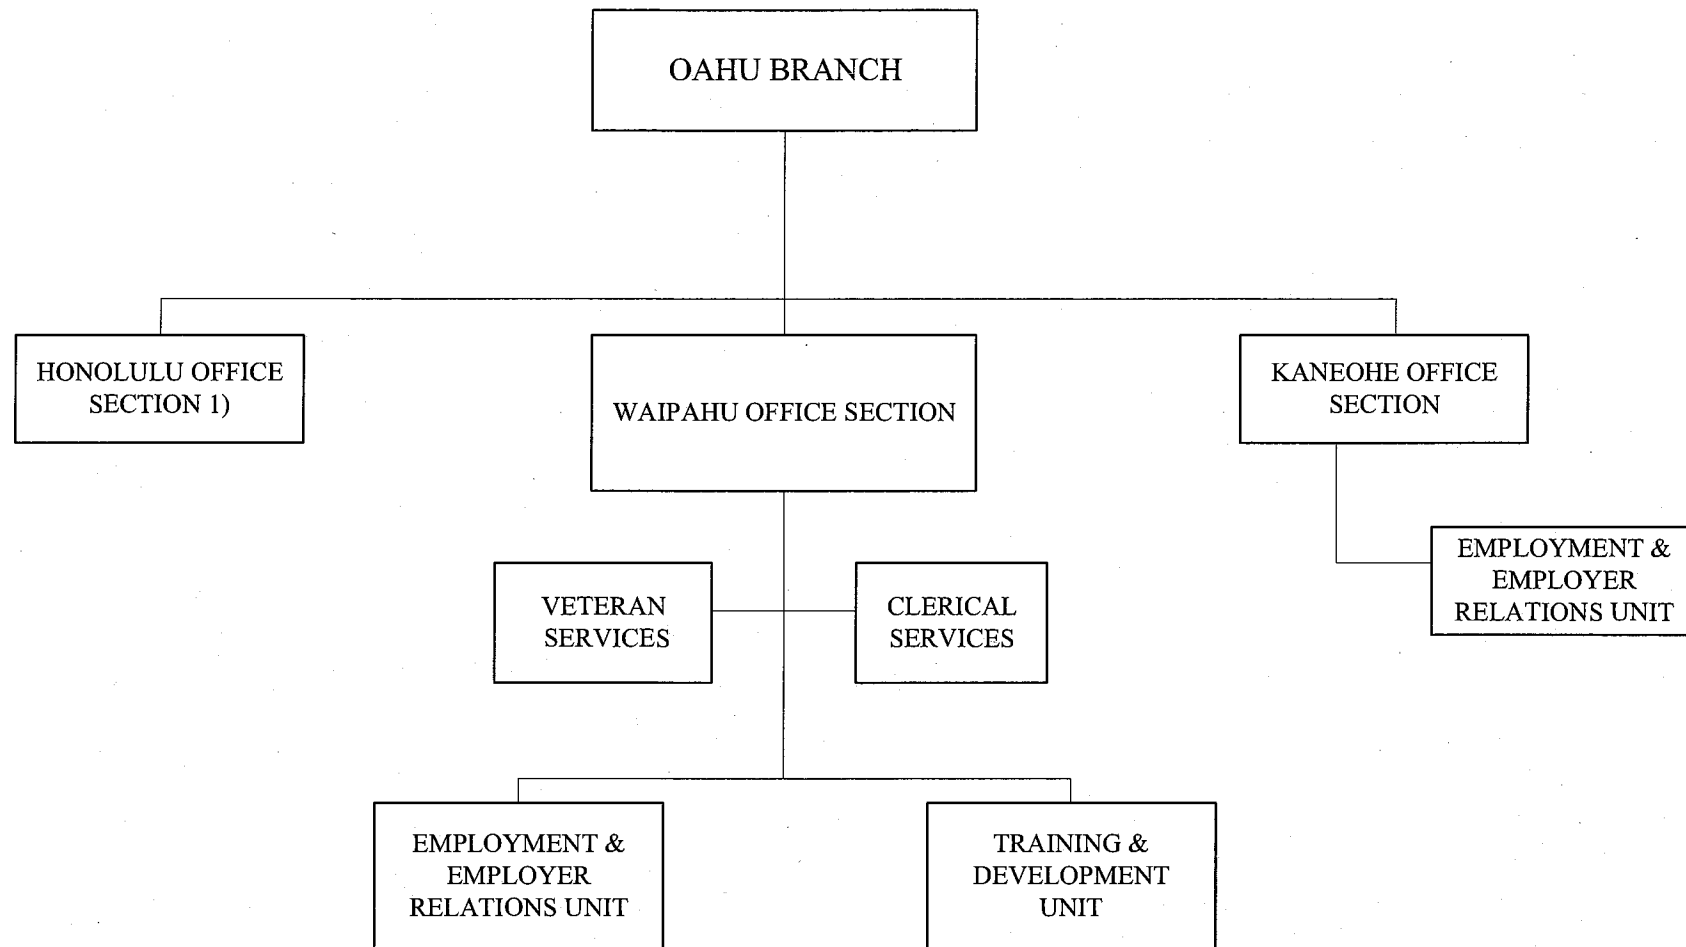 OAHU BRANCH
HONOLULU OFFICE
SECTION 1)
WAIPAHU OFFICE SECTION
KANEOHE OFFICE
SECTION
EMPLOYMENT &
EMPLOYER
RELATIONS UNIT
VETERAN
SERVICES
CLERICAL
SERVICES
EMPLOYMENT &
EMPLOYER
RELATIONS UNIT
TRAINING &
DEVELOPMENT
UNIT